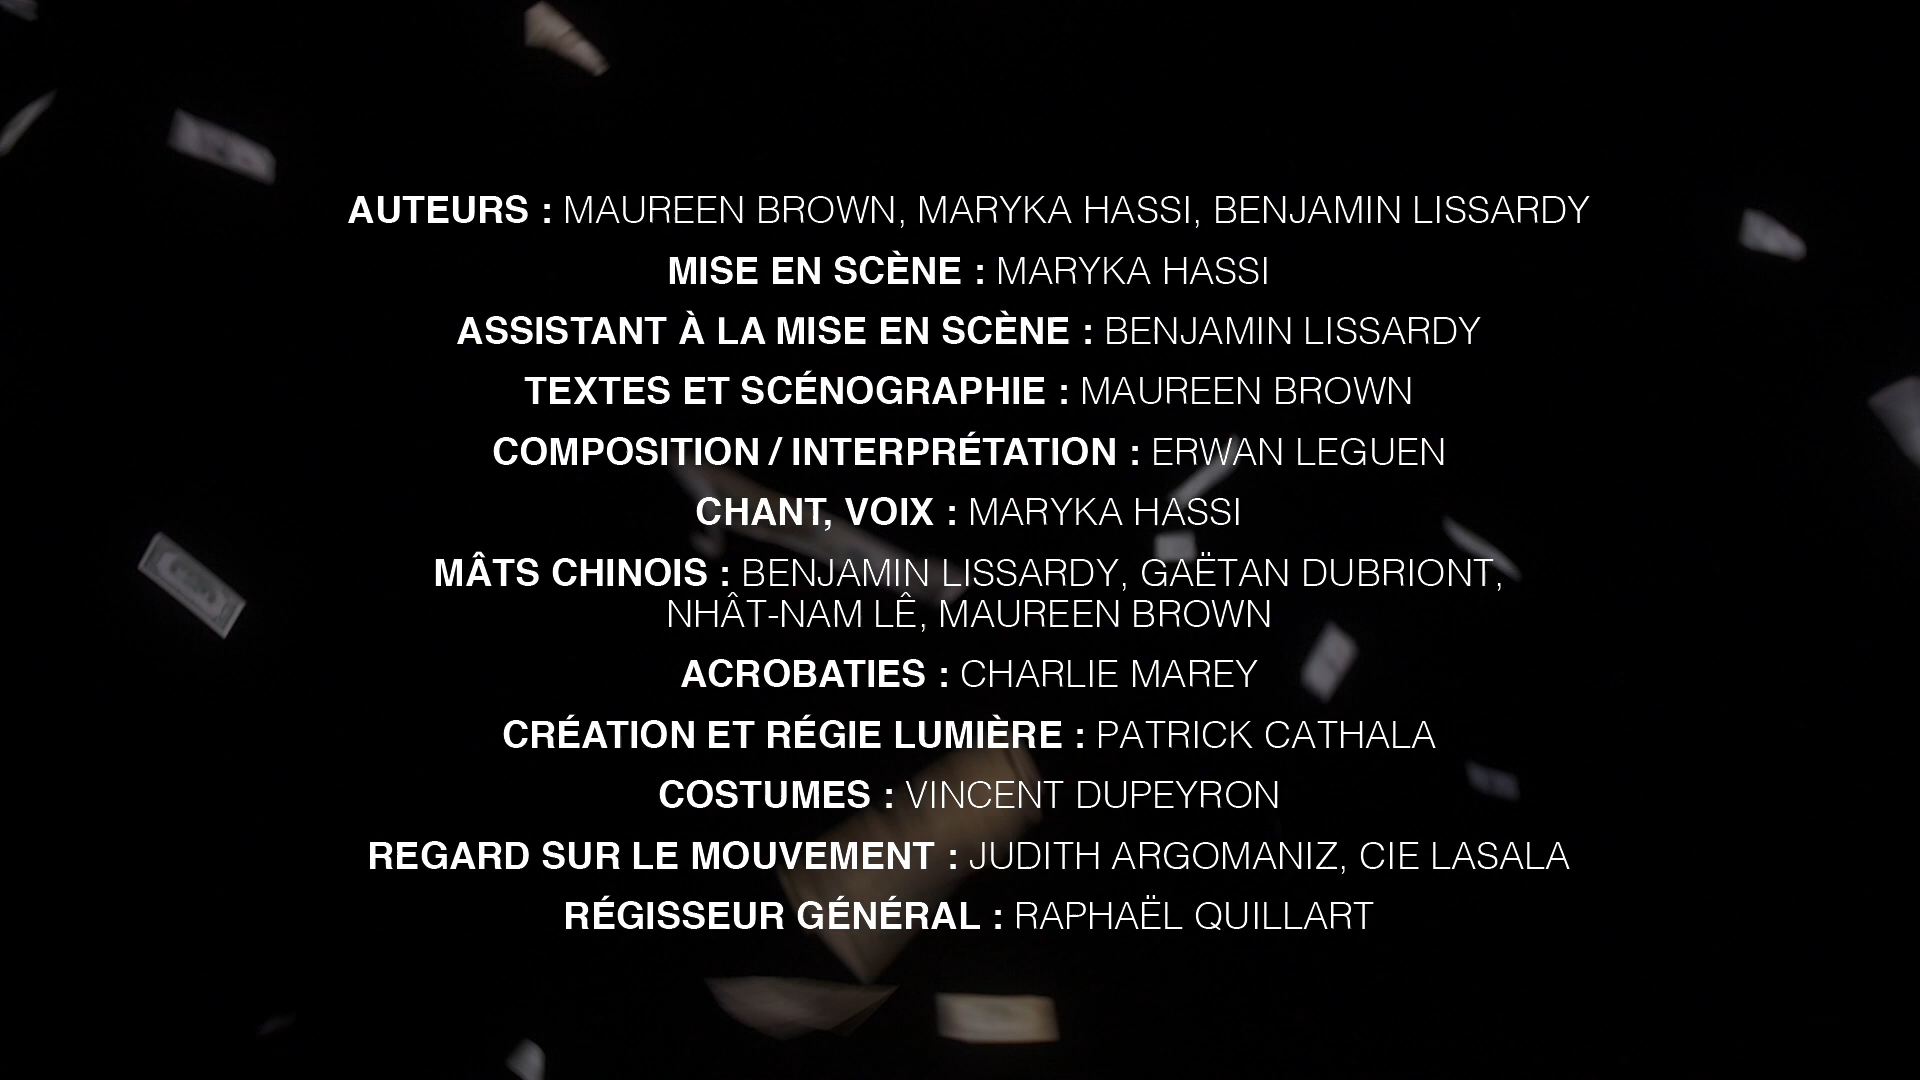 AUTEURS : MAUREEN BROWN, MARYKA HASSI, BENJAMIN LISSARDY
MISE EN SCÈNE : MARYKA HASSI
ASSISTANT À LA MISE EN SCÈNE : BENJAMIN LISSARDY
TEXTES ET SCÉNOGRAPHIE : MAUREEN BROWN
COMPOSITION / INTERPRÉTATION : ERWAN LEGUEN
CHANT, VOIX : MARYKA HASSI
MÂTS CHINOIS : BENJAMIN LISSARDY, GAËTAN DUBRIONT,
NHÂT-NAM LÊ, MAUREEN BROWN
ACROBATIES : CHARLIE MAREY
CRÉATION ET RÉGIE LUMIÈRE : PATRICK CATHALA
COSTUMES : VINCENT DUPEYRON
REGARD SUR LE MOUVEMENT : JUDITH ARGOMANIZ, CIE LASALA
RÉGISSEUR GÉNÉRAL : RAPHAËL QUILLART